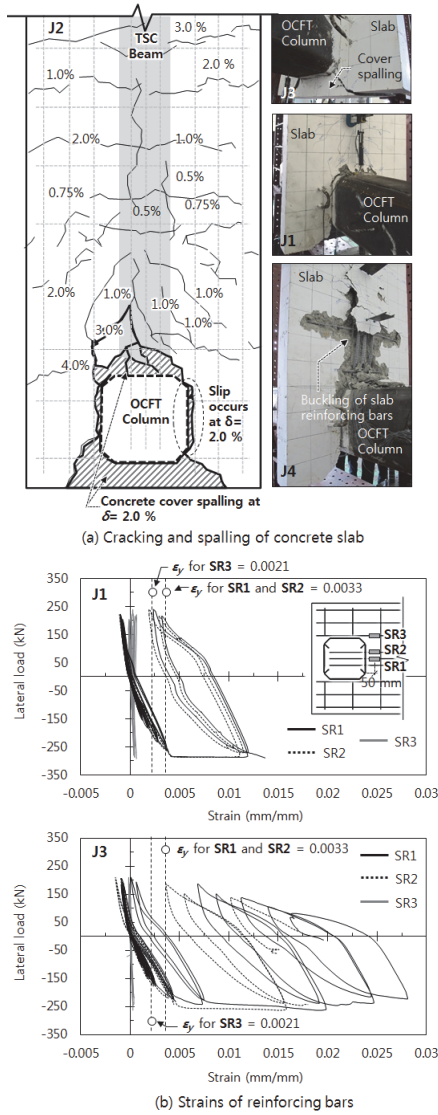 J2
TSC
Beam
3.0%
1.0%
2.0%
2.0%
1.0%
0.5%
0.75%
0.75%
0.5%
2.0%
1.0%
1.0%
1.0%
1.0%
3.0%
4.0%
OCFT
Column
Slip
occurs
at δ=
2.0 %
Concrete cover spalling at
δ= 2.0 %
OCFT
Column
Slab
Cover
spalling
J3
Slab
OCFT
Column
J1
Slab
Buckling of slab
reinforcing bars
OCFT
Column
J4
(a) Cracking and spalling of concrete slab
εy for SR3 = 0.0021
εy for SR1 and SR2 = 0.0033
J1
Lateral load (kN)
350
250
150
50
-50
-150
-250
-350
SR3
SR2
SR1
50 mm
SR1
SR2
SR3
-0.005 0 0.005 0.01 0.015 0.02 0.025 0.03
Strain (mm/mm)
J3
Lateral load (kN)
350
250
150
50
-50
-150
-250
-350
εy for SR1 and SR2 = 0.0033
SR1
SR2
SR3
εy for SR3 = 0.0021
-0.005 0 0.005 0.01 0.015 0.02 0.025 0.03
Strain (mm/mm)
(b) Strains of reinforcing bars